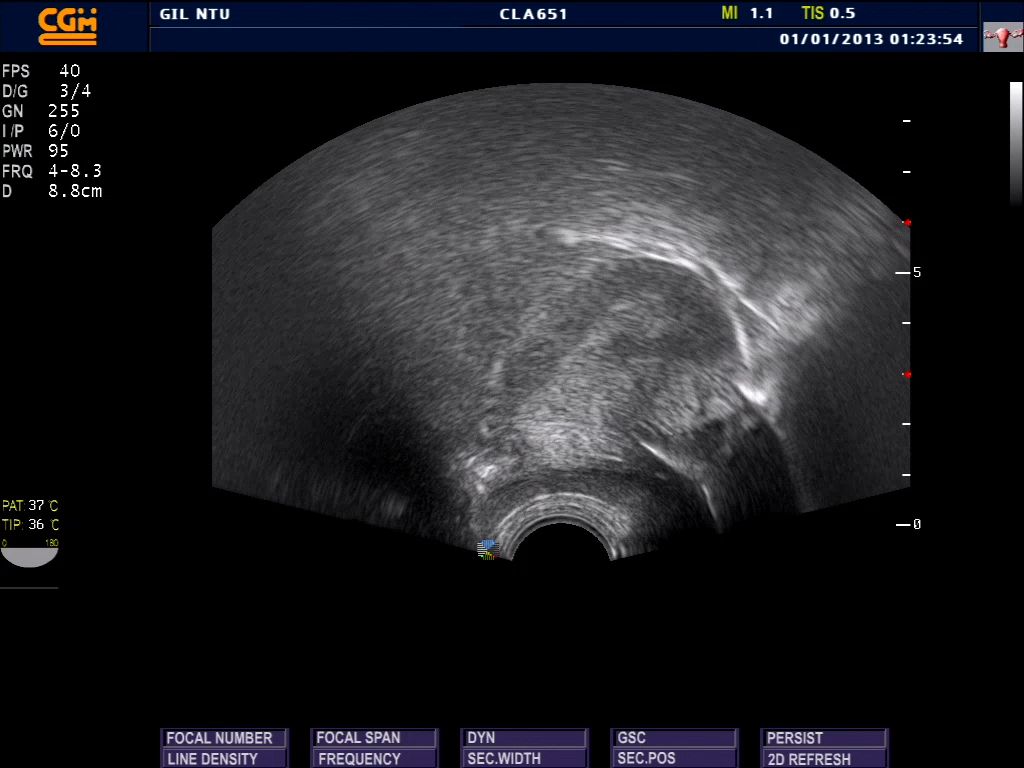 CGM
GIL NTU CLA651 MI 1.1 TIS 0.5
01/01/2013 01:23:54
FPS 40
D/G 3/4
GN 255
I/P 6/0
PWR 95
FRQ 4-8.3
D 8.8cm
5
PAT: 37 °C
TIP: 36 °C
0 180
0
FOCAL NUMBER FOCAL SPAN DYN GSC PERSIST
LINE DENSITY FREQUENCY SEC.WIDTH SEC.POS 2D REFRESH